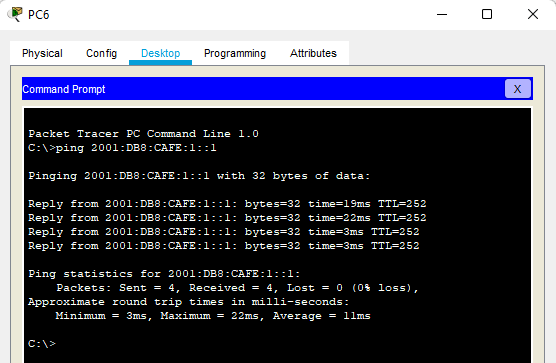 PC6
Physical Config Desktop Programming Attributes
Command Prompt X
Packet Tracer PC Command Line 1.0
C:\>ping 2001:DB8:CAFE:1::1
Pinging 2001:DB8:CAFE:1::1 with 32 bytes of data:
Reply from 2001:DB8:CAFE:1::1: bytes=32 time=19ms TTL=252
Reply from 2001:DB8:CAFE:1::1: bytes=32 time=22ms TTL=252
Reply from 2001:DB8:CAFE:1::1: bytes=32 time=3ms TTL=252
Reply from 2001:DB8:CAFE:1::1: bytes=32 time=3ms TTL=252
Ping statistics for 2001:DB8:CAFE:1::1:
Packets: Sent = 4, Received = 4, Lost = 0 (0% loss),
Approximate round trip times in milli-seconds:
Minimum = 3ms, Maximum = 22ms, Average = 11ms
C:\>